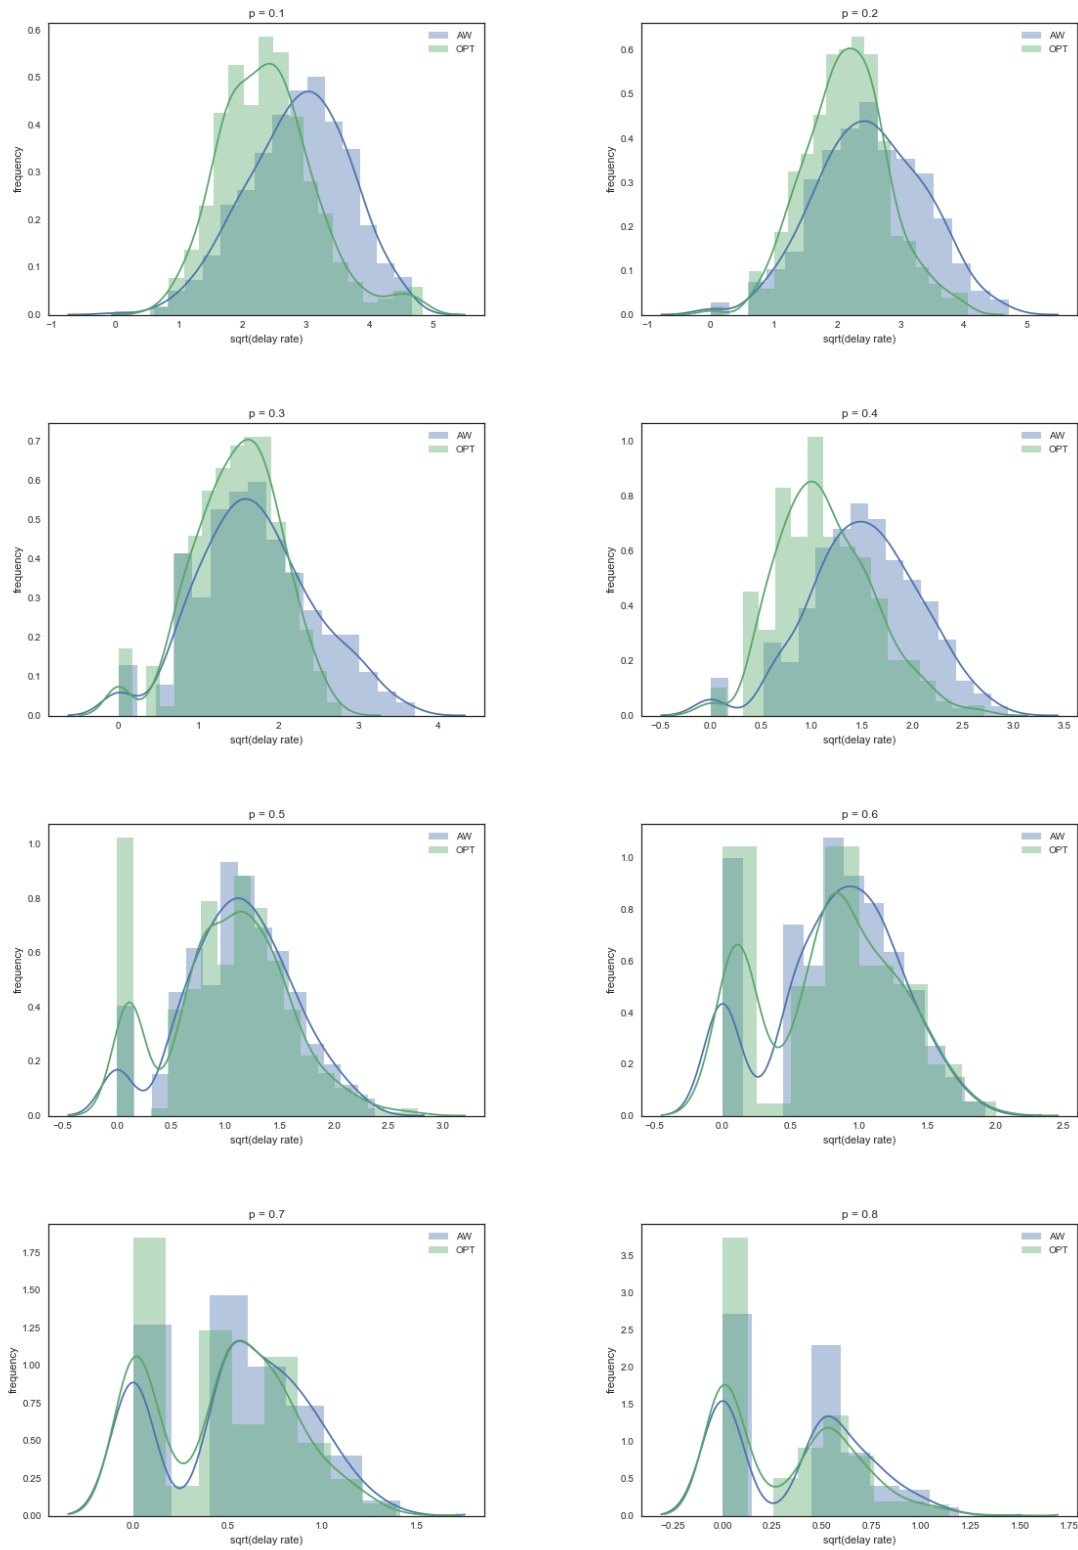 p = 0.1
0.6
0.5
0.4
0.3
0.2
0.1
0.0
frequency
−1 0 1 2 3 4 5
sqrt(delay rate)
AW
OPT
p = 0.2
0.6
0.5
0.4
0.3
0.2
0.1
0.0
frequency
−1 0 1 2 3 4 5
sqrt(delay rate)
AW
OPT
p = 0.3
0.7
0.6
0.5
0.4
0.3
0.2
0.1
0.0
frequency
0 1 2 3 4
sqrt(delay rate)
AW
OPT
p = 0.4
1.0
0.8
0.6
0.4
0.2
0.0
frequency
−0.5 0.0 0.5 1.0 1.5 2.0 2.5 3.0 3.5
sqrt(delay rate)
AW
OPT
p = 0.5
1.0
0.8
0.6
0.4
0.2
0.0
frequency
−0.5 0.0 0.5 1.0 1.5 2.0 2.5 3.0
sqrt(delay rate)
AW
OPT
p = 0.6
1.0
0.8
0.6
0.4
0.2
0.0
frequency
−0.5 0.0 0.5 1.0 1.5 2.0 2.5
sqrt(delay rate)
AW
OPT
p = 0.7
1.75
1.50
1.25
1.00
0.75
0.50
0.25
0.00
frequency
0.0 0.5 1.0 1.5
sqrt(delay rate)
AW
OPT
p = 0.8
3.5
3.0
2.5
2.0
1.5
1.0
0.5
0.0
frequency
−0.25 0.00 0.25 0.50 0.75 1.00 1.25 1.50 1.75
sqrt(delay rate)
AW
OPT